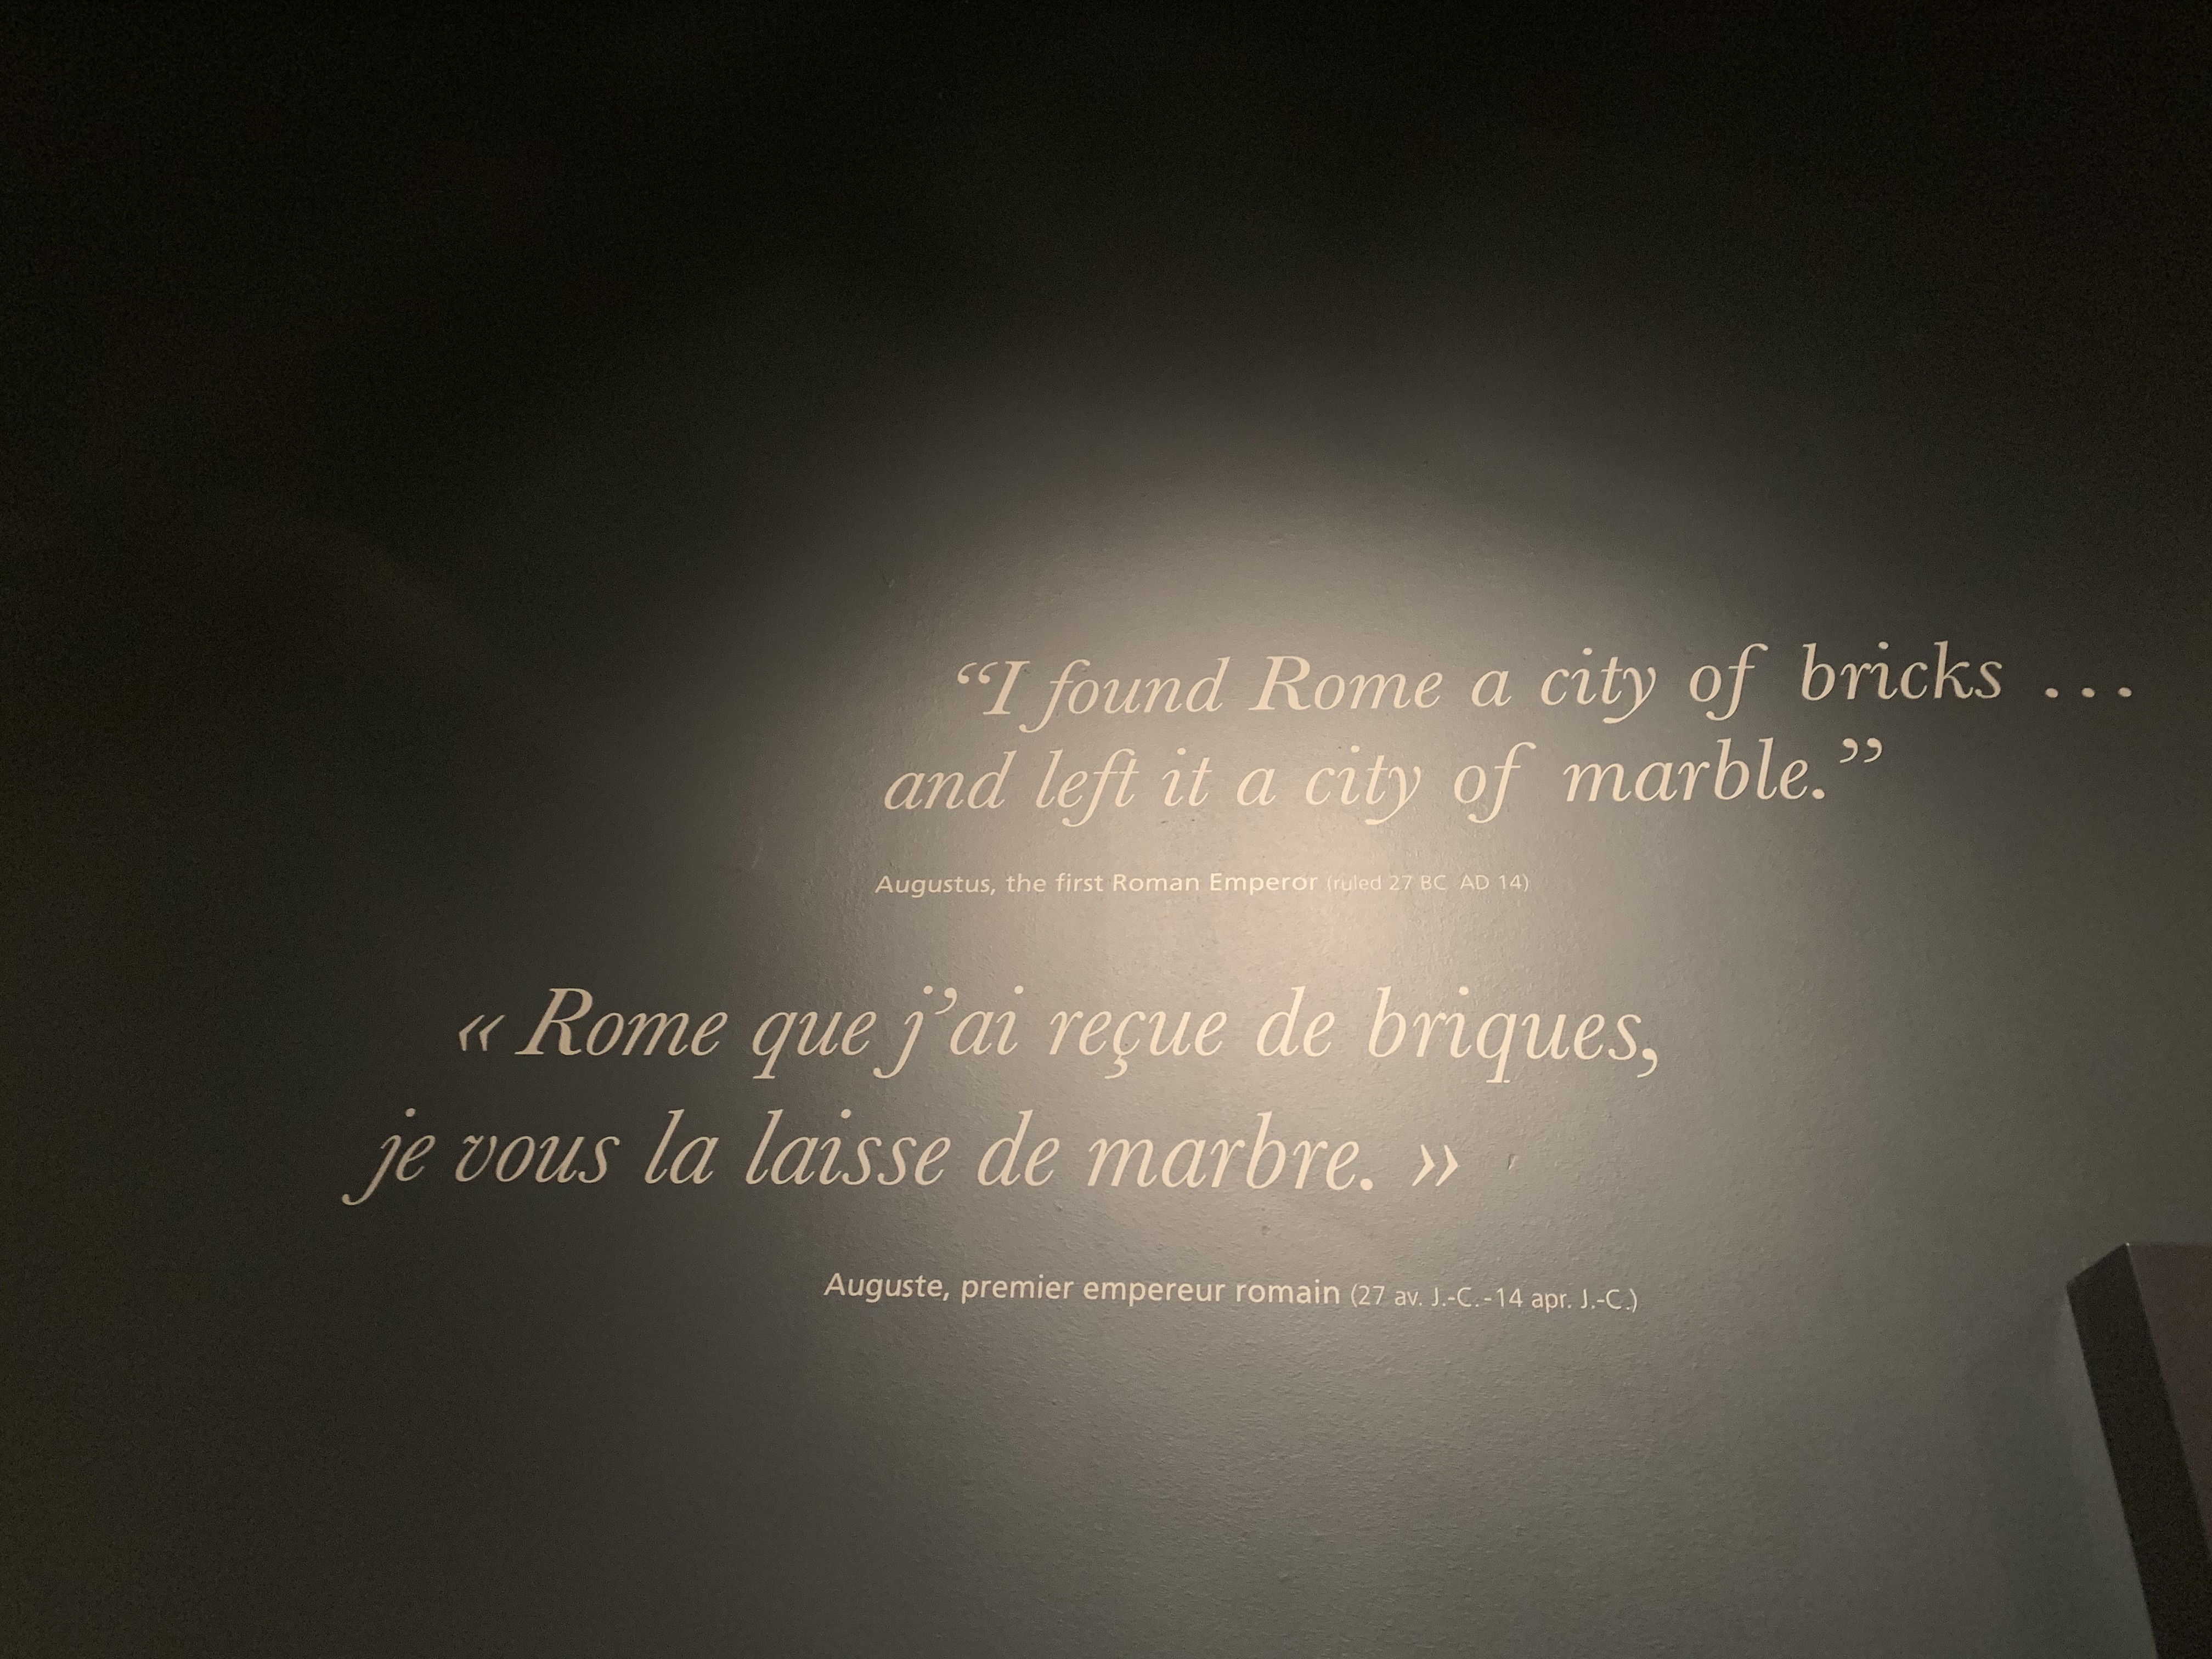 “I found Rome a city of bricks ...
and left it a city of marble.”
Augustus, the first Roman Emperor (ruled 27 BC AD 14)
« Rome que j’ai reçue de briques,
je vous la laisse de marbre. »
Auguste, premier empereur romain (27 av. J.-C.-14 apr. J.-C.)